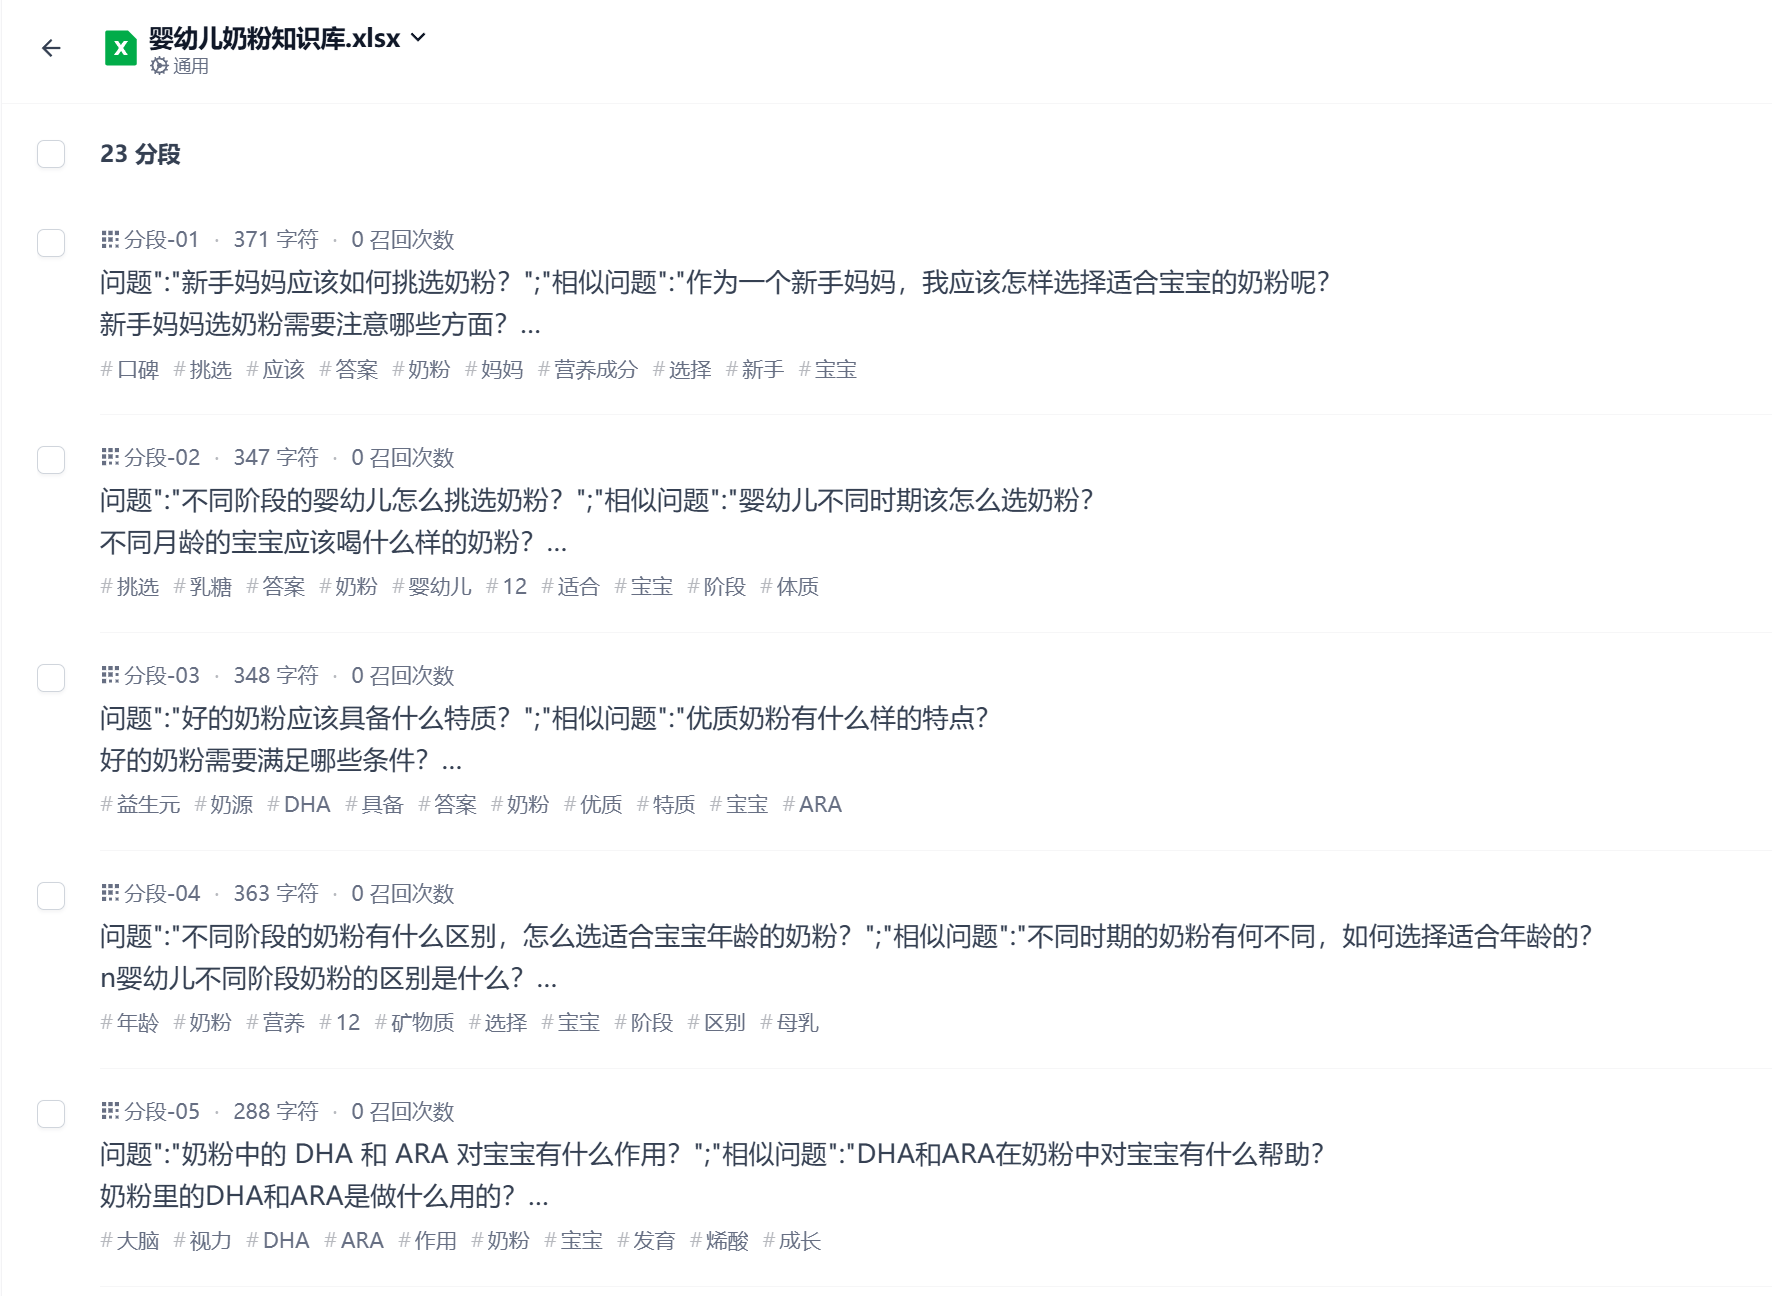 婴幼儿奶粉知识库.xlsx
通用
23 分段
分段-01 · 371 字符 · 0 召回次数
问题":"新手妈妈应该如何挑选奶粉？";"相似问题":"作为一个新手妈妈，我应该怎样选择适合宝宝的奶粉呢？
新手妈妈选奶粉需要注意哪些方面？...
#口碑 #挑选 #应该 #答案 #奶粉 #妈妈 #营养成分 #选择 #新手 #宝宝
分段-02 · 347 字符 · 0 召回次数
问题":"不同阶段的婴幼儿怎么挑选奶粉？";"相似问题":"婴幼儿不同时期该怎么选奶粉？
不同月龄的宝宝应该喝什么样的奶粉？...
#挑选 #乳糖 #答案 #奶粉 #婴幼儿 #12 #适合 #宝宝 #阶段 #体质
分段-03 · 348 字符 · 0 召回次数
问题":"好的奶粉应该具备什么特质？";"相似问题":"优质奶粉有什么样的特点？
好的奶粉需要满足哪些条件？...
#益生元 #奶源 #DHA #具备 #答案 #奶粉 #优质 #特质 #宝宝 #ARA
分段-04 · 363 字符 · 0 召回次数
问题":"不同阶段的奶粉有什么区别，怎么选适合宝宝年龄的奶粉？";"相似问题":"不同时期的奶粉有何不同，如何选择适合年龄的？
n婴幼儿不同阶段奶粉的区别是什么？...
#年龄 #奶粉 #营养 #12 #矿物质 #选择 #宝宝 #阶段 #区别 #母乳
分段-05 · 288 字符 · 0 召回次数
问题":"奶粉中的 DHA 和 ARA 对宝宝有什么作用？";"相似问题":"DHA和ARA在奶粉中对宝宝有什么帮助？
奶粉里的DHA和ARA是做什么用的？...
#大脑 #视力 #DHA #ARA #作用 #奶粉 #宝宝 #发育 #烯酸 #成长